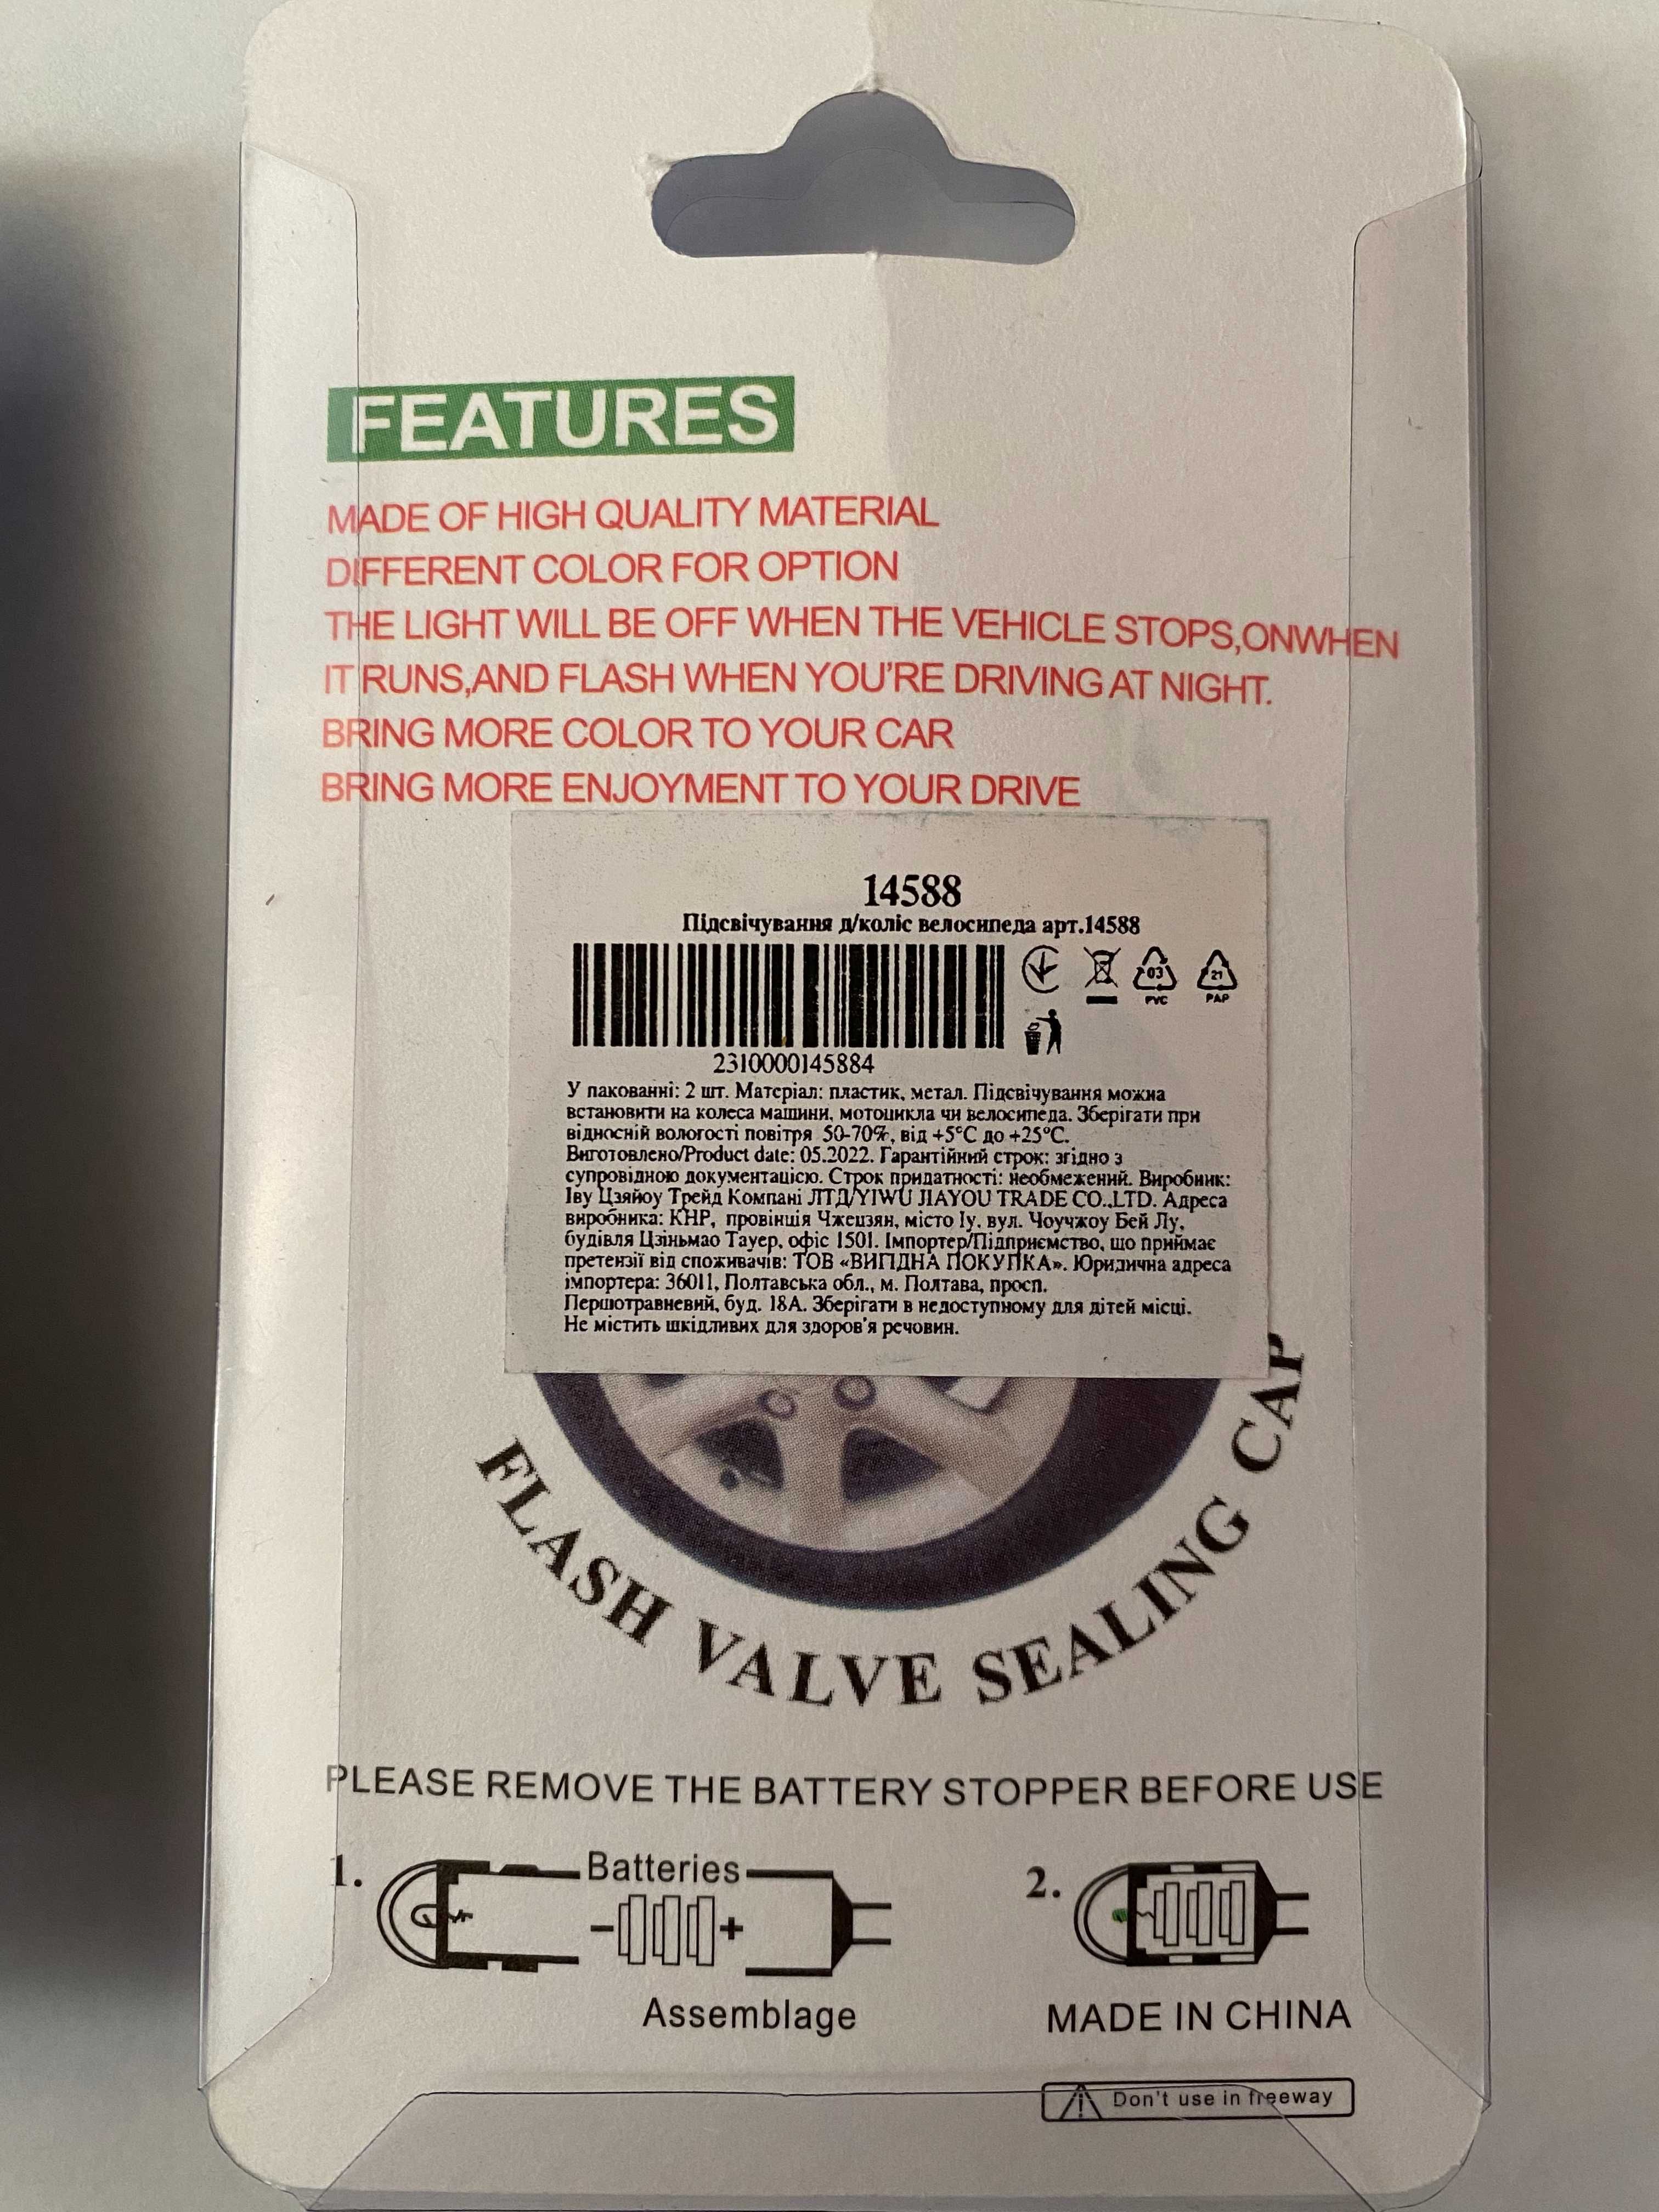 FEATURES
MADE OF HIGH QUALITY MATERIAL
DIFFERENT COLOR FOR OPTION
THE LIGHT WILL BE OFF WHEN THE VEHICLE STOPS,ONWHEN
IT RUNS,AND FLASH WHEN YOU'RE DRIVING AT NIGHT.
BRING MORE COLOR TO YOUR CAR
BRING MORE ENJOYMENT TO YOUR DRIVE
14588
Підсвічування д/коліс велосипеда арт.14588
03
PVC
21
PAP
2310000145884
У пакованні: 2 шт. Матеріал: пластик, метал. Підсвічування можна
встановити на колеса машини, мотоцикла чи велосипеда. Зберігати при
відносній вологості повітря 50-70%, від +5°C до +25°C.
Виготовлено/Product date: 05.2022. Гарантійний строк: згідно з
супровідною документацією. Строк придатності: необмежений. Виробник:
Іву Цзяйоу Трейд Компані ЛТД/YIWU JIAYOU TRADE CO.,LTD. Адреса
виробника: КНР, провінція Чжецзян, місто Іу, вул. Чоучжоу Бей Лу,
будівля Цзіньмао Тауер, офіс 1501. Імпортер/Підприємство, що приймає
претензії від споживачів: ТОВ «ВИГІДНА ПОКУПКА». Юридична адреса
імпортера: 36011, Полтавська обл., м. Полтава, просп.
Першотравневий, буд. 18А. Зберігати в недоступному для дітей місці.
Не містить шкідливих для здоров'я речовин.
FLASH VALVE SEALING CAP
PLEASE REMOVE THE BATTERY STOPPER BEFORE USE
1.
Batteries
- +
Assemblage
2.
MADE IN CHINA
Don't use in freeway